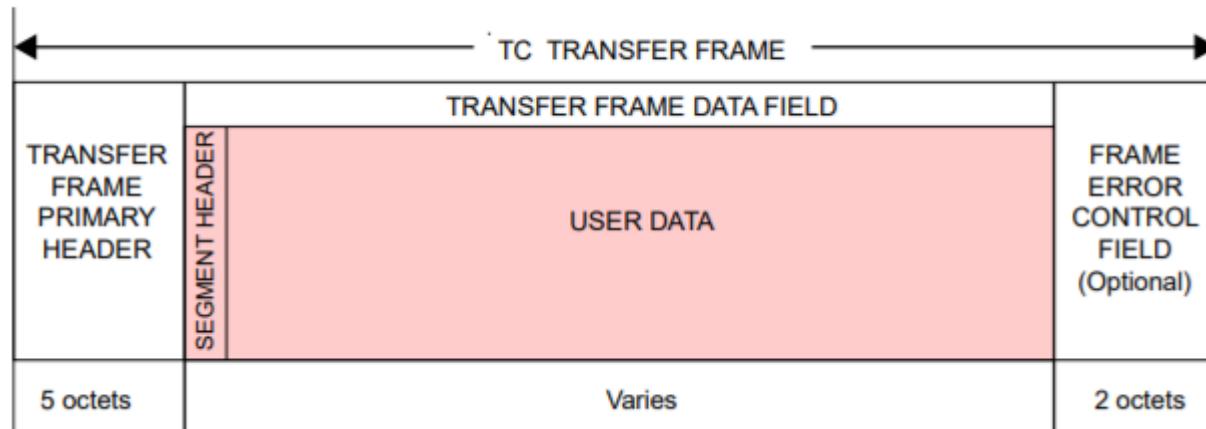 TC TRANSFER FRAME
TRANSFER
FRAME
PRIMARY
HEADER
TRANSFER FRAME DATA FIELD
SEGMENT HEADER
USER DATA
FRAME
ERROR
CONTROL
FIELD
(Optional)
5 octets
Varies
2 octets